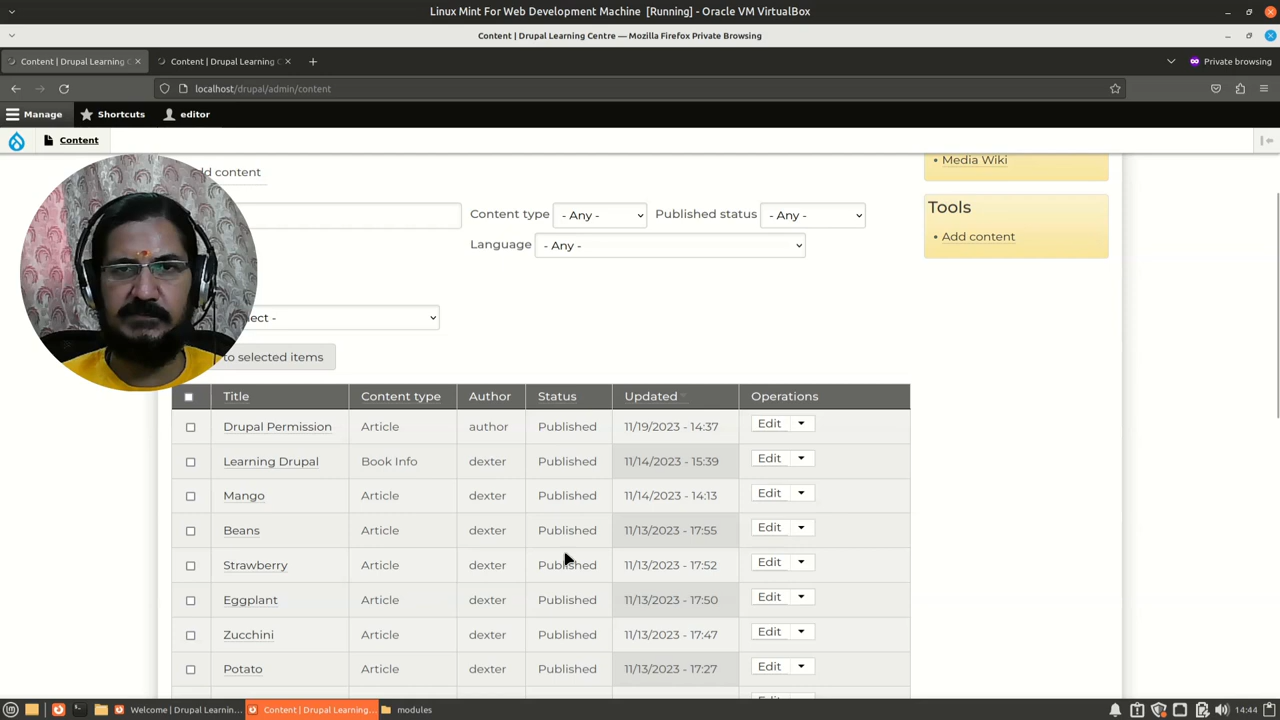 Linux Mint For Web Development Machine [Running] - Oracle VM VirtualBox
Content | Drupal Learning Centre — Mozilla Firefox Private Browsing
Content | Drupal Learning C
Content | Drupal Learning C
Private browsing
localhost/drupal/admin/content
Manage
Shortcuts
editor
Content
dd content
Media Wiki
Content type
- Any -
Published status
- Any -
Language
- Any -
Tools
Add content
ect -
to selected items
Title Content type Author Status Updated Operations
Drupal Permission Article author Published 11/19/2023 - 14:37 Edit
Learning Drupal Book Info dexter Published 11/14/2023 - 15:39 Edit
Mango Article dexter Published 11/14/2023 - 14:13 Edit
Beans Article dexter Published 11/13/2023 - 17:55 Edit
Strawberry Article dexter Published 11/13/2023 - 17:52 Edit
Eggplant Article dexter Published 11/13/2023 - 17:50 Edit
Zucchini Article dexter Published 11/13/2023 - 17:47 Edit
Potato Article dexter Published 11/13/2023 - 17:27 Edit
Welcome | Drupal Learnin...
Content | Drupal Learning...
modules
14:44